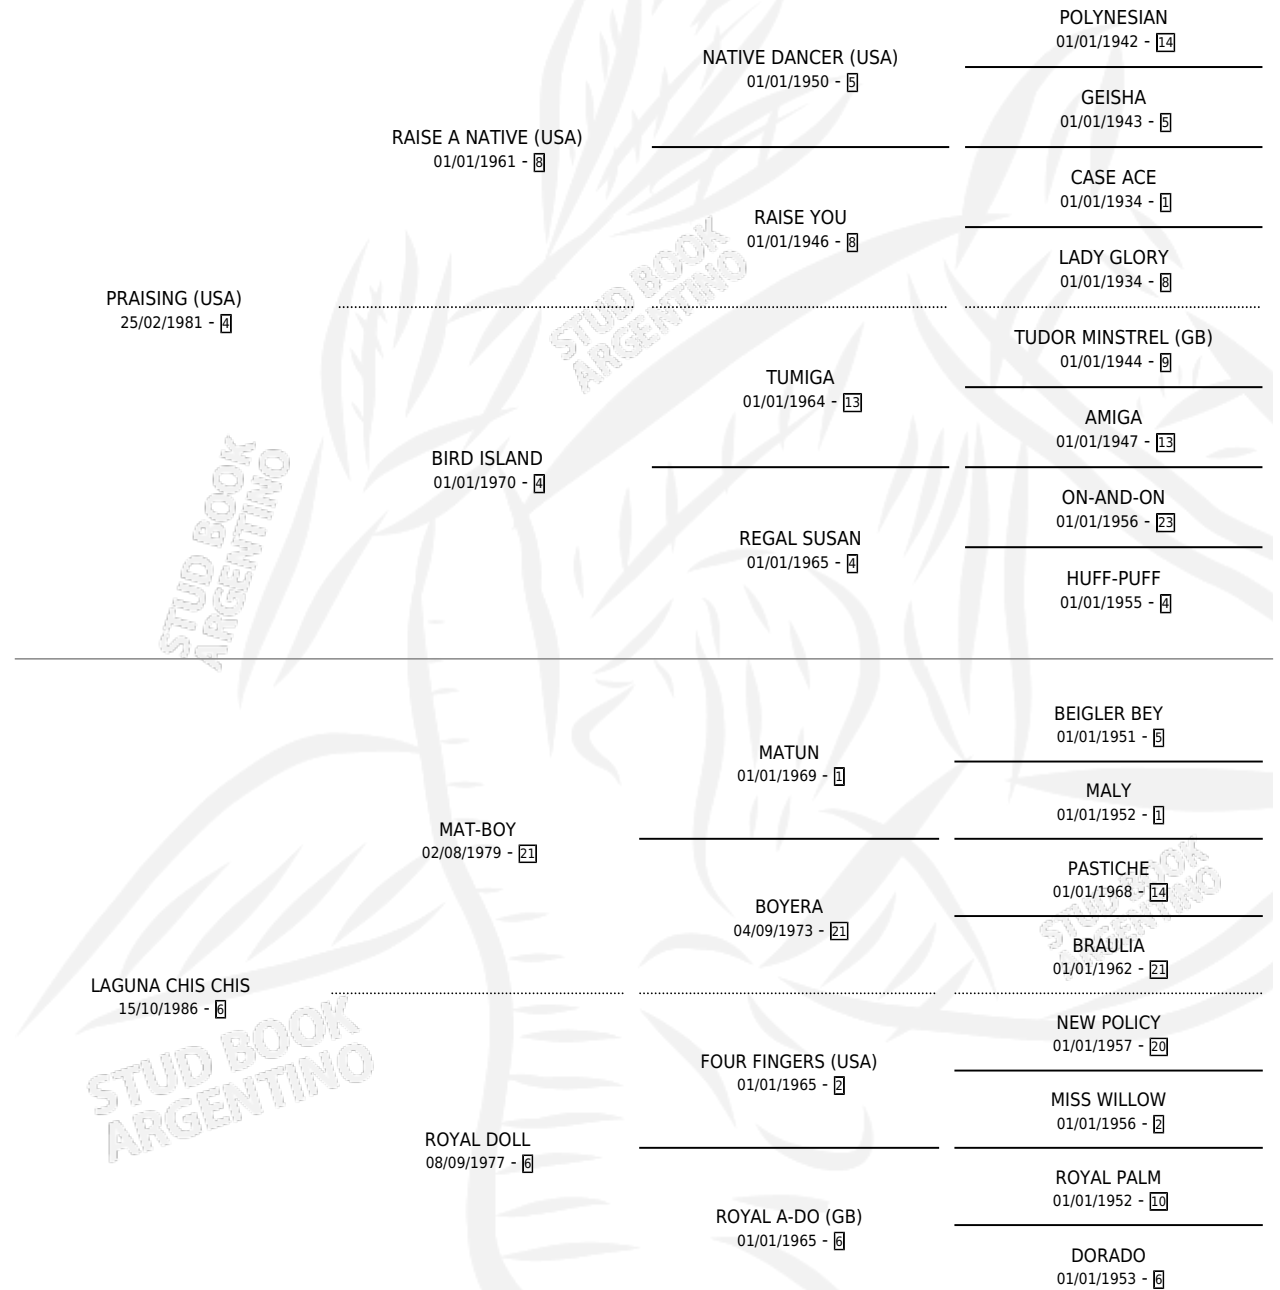 POLYNESIAN
01/01/1942 - 14
NATIVE DANCER (USA)
01/01/1950 - 5
GEISHA
01/01/1943 - 5
RAISE A NATIVE (USA)
01/01/1961 - 8
CASE ACE
01/01/1934 - 1
RAISE YOU
01/01/1946 - 8
LADY GLORY
01/01/1934 - 8
PRAISING (USA)
25/02/1981 - 4
STUD BOOK
ARGENTINO
TUDOR MINSTREL (GB)
01/01/1944 - 9
TUMIGA
01/01/1964 - 13
AMIGA
01/01/1947 - 13
BIRD ISLAND
01/01/1970 - 4
ON-AND-ON
01/01/1956 - 23
REGAL SUSAN
01/01/1965 - 4
HUFF-PUFF
01/01/1955 - 4
STUD BOOK
ARGENTINO
BEIGLER BEY
01/01/1951 - 5
MATUN
01/01/1969 - 1
MALY
01/01/1952 - 1
MAT-BOY
02/08/1979 - 21
PASTICHE
01/01/1968 - 14
BOYERA
04/09/1973 - 21
BRAULIA
01/01/1962 - 21
STUD BOOK
ARGENTINO
LAGUNA CHIS CHIS
15/10/1986 - 6
STUD BOOK
ARGENTINO
NEW POLICY
01/01/1957 - 20
FOUR FINGERS (USA)
01/01/1965 - 2
MISS WILLOW
01/01/1956 - 2
ROYAL DOLL
08/09/1977 - 6
ROYAL PALM
01/01/1952 - 10
ROYAL A-DO (GB)
01/01/1965 - 6
DORADO
01/01/1953 - 6